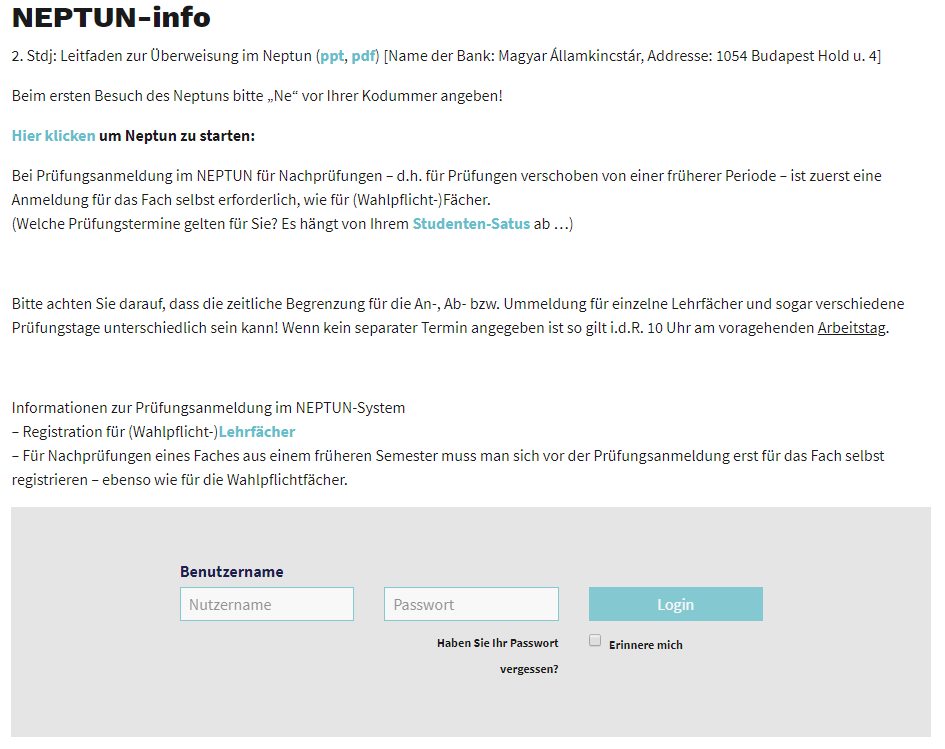 NEPTUN-info
2. Stdj: Leitfaden zur Überweisung im Neptun (ppt, pdf) [Name der Bank: Magyar Államkincstár, Addresse: 1054 Budapest Hold u. 4]
Beim ersten Besuch des Neptuns bitte „Ne“ vor Ihrer Kodummer angeben!
Hier klicken um Neptun zu starten:
Bei Prüfungsanmeldung im NEPTUN für Nachprüfungen – d.h. für Prüfungen verschoben von einer früherer Periode – ist zuerst eine
Anmeldung für das Fach selbst erforderlich, wie für (Wahlpflicht-)Fächer.
(Welche Prüfungstermine gelten für Sie? Es hängt von Ihrem Studenten-Satus ab …)
Bitte achten Sie darauf, dass die zeitliche Begrenzung für die An-, Ab- bzw. Ummeldung für einzelne Lehrfächer und sogar verschiedene
Prüfungstage unterschiedlich sein kann! Wenn kein separater Termin angegeben ist so gilt i.d.R. 10 Uhr am voragehenden Arbeitstag.
Informationen zur Prüfungsanmeldung im NEPTUN-System
– Registration für (Wahlpflicht-)Lehrfächer
– Für Nachprüfungen eines Faches aus einem früheren Semester muss man sich vor der Prüfungsanmeldung erst für das Fach selbst
registrieren – ebenso wie für die Wahlpflichtfächer.
Benutzername
Nutzername Passwort Login
Haben Sie Ihr Passwort Erinnere mich
vergessen?